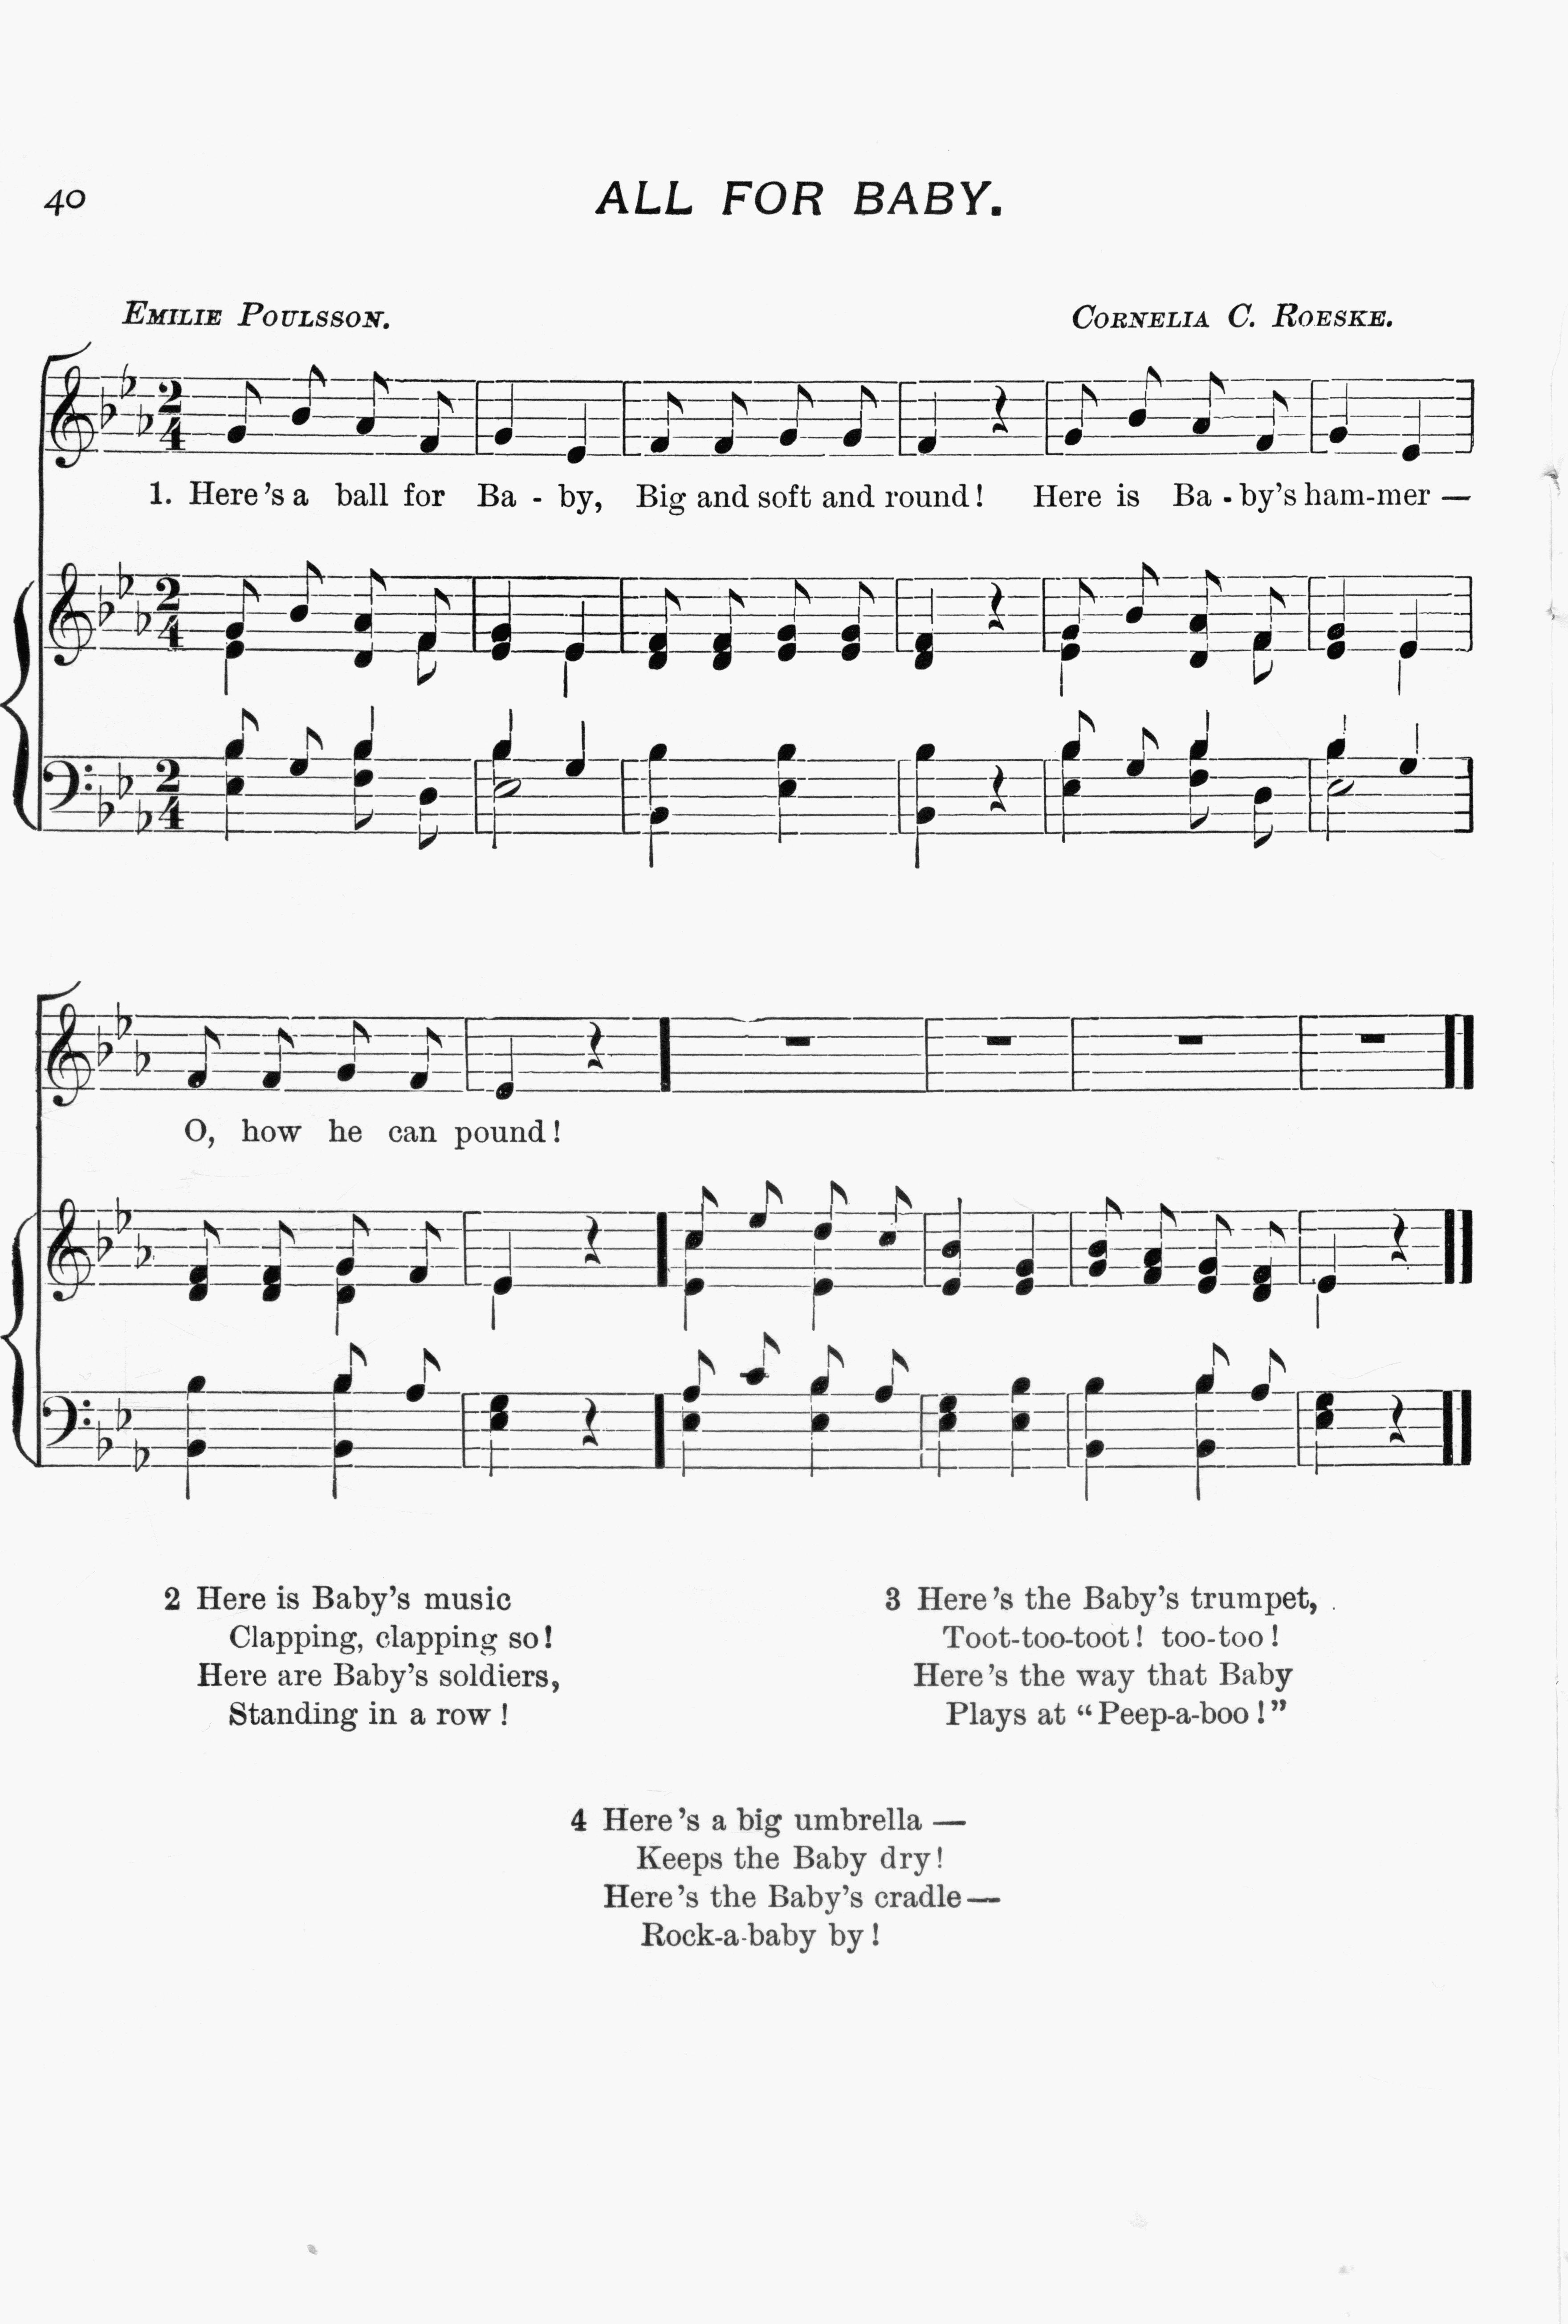 40
ALL FOR BABY.
EMILIE POULSSON.
CORNELIA C. ROESKE.
2/4
1. Here's a ball for Ba - by, Big and soft and round! Here is Ba - by's ham-mer —
2/4
2/4
O, how he can pound!
2 Here is Baby's music
Clapping, clapping so!
Here are Baby's soldiers,
Standing in a row!
3 Here's the Baby's trumpet,
Toot-too-toot! too-too!
Here's the way that Baby
Plays at “Peep-a-boo!”
4 Here's a big umbrella —
Keeps the Baby dry!
Here's the Baby's cradle—
Rock-a-baby by!